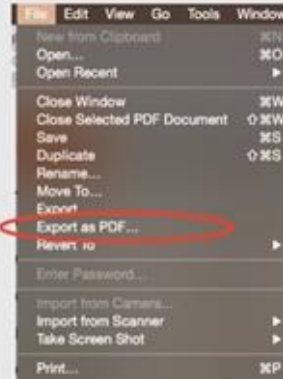 File Edit View Go Tools Window
New from Clipboard ⌘N
Open... ⌘O
Open Recent ▶
Close Window ⌘W
Close Selected PDF Document ⇧⌘W
Save ⌘S
Duplicate ⇧⌘S
Rename...
Move To...
Export...
Export as PDF...
Revert To ▶
Enter Password...
Import from Camera...
Import from Scanner ▶
Take Screen Shot ▶
Print... ⌘P